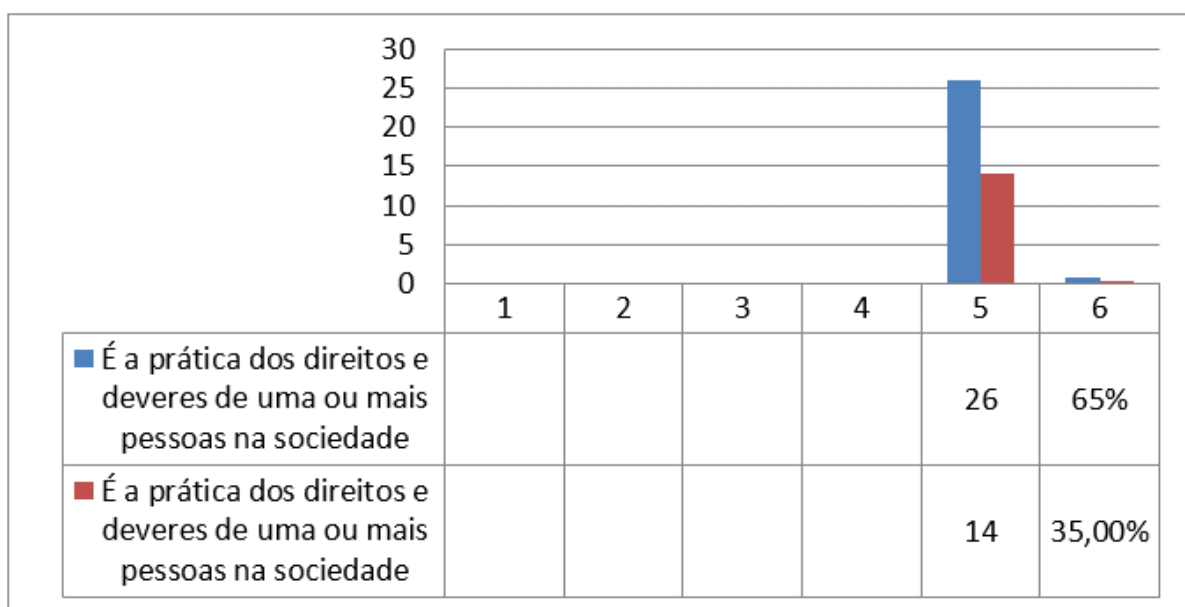 30
25
20
15
10
5
0
1 2 3 4 5 6
É a prática dos direitos e
deveres de uma ou mais
pessoas na sociedade
26 65%
É a prática dos direitos e
deveres de uma ou mais
pessoas na sociedade
14 35,00%